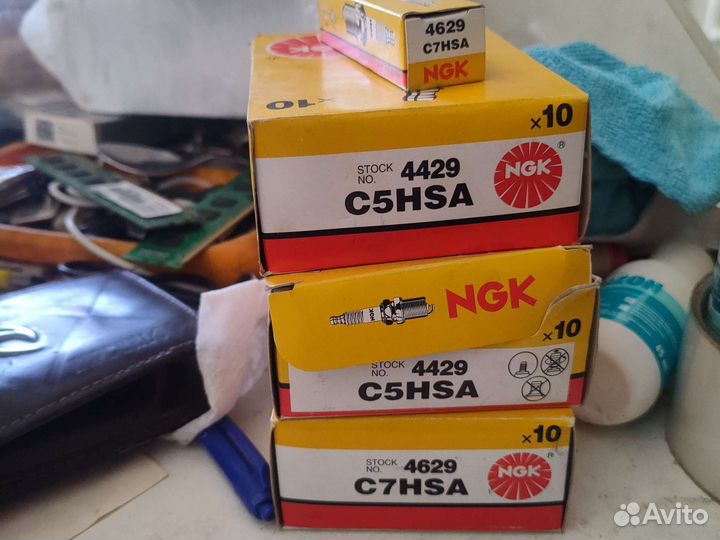 4629
C7HSA
NGK
x10
x10
STOCK NO. 4429
NGK
®
C5HSA
NGK
x10
STOCK NO. 4429
C5HSA
x10
STOCK NO. 4629
NGK
C7HSA
Avito